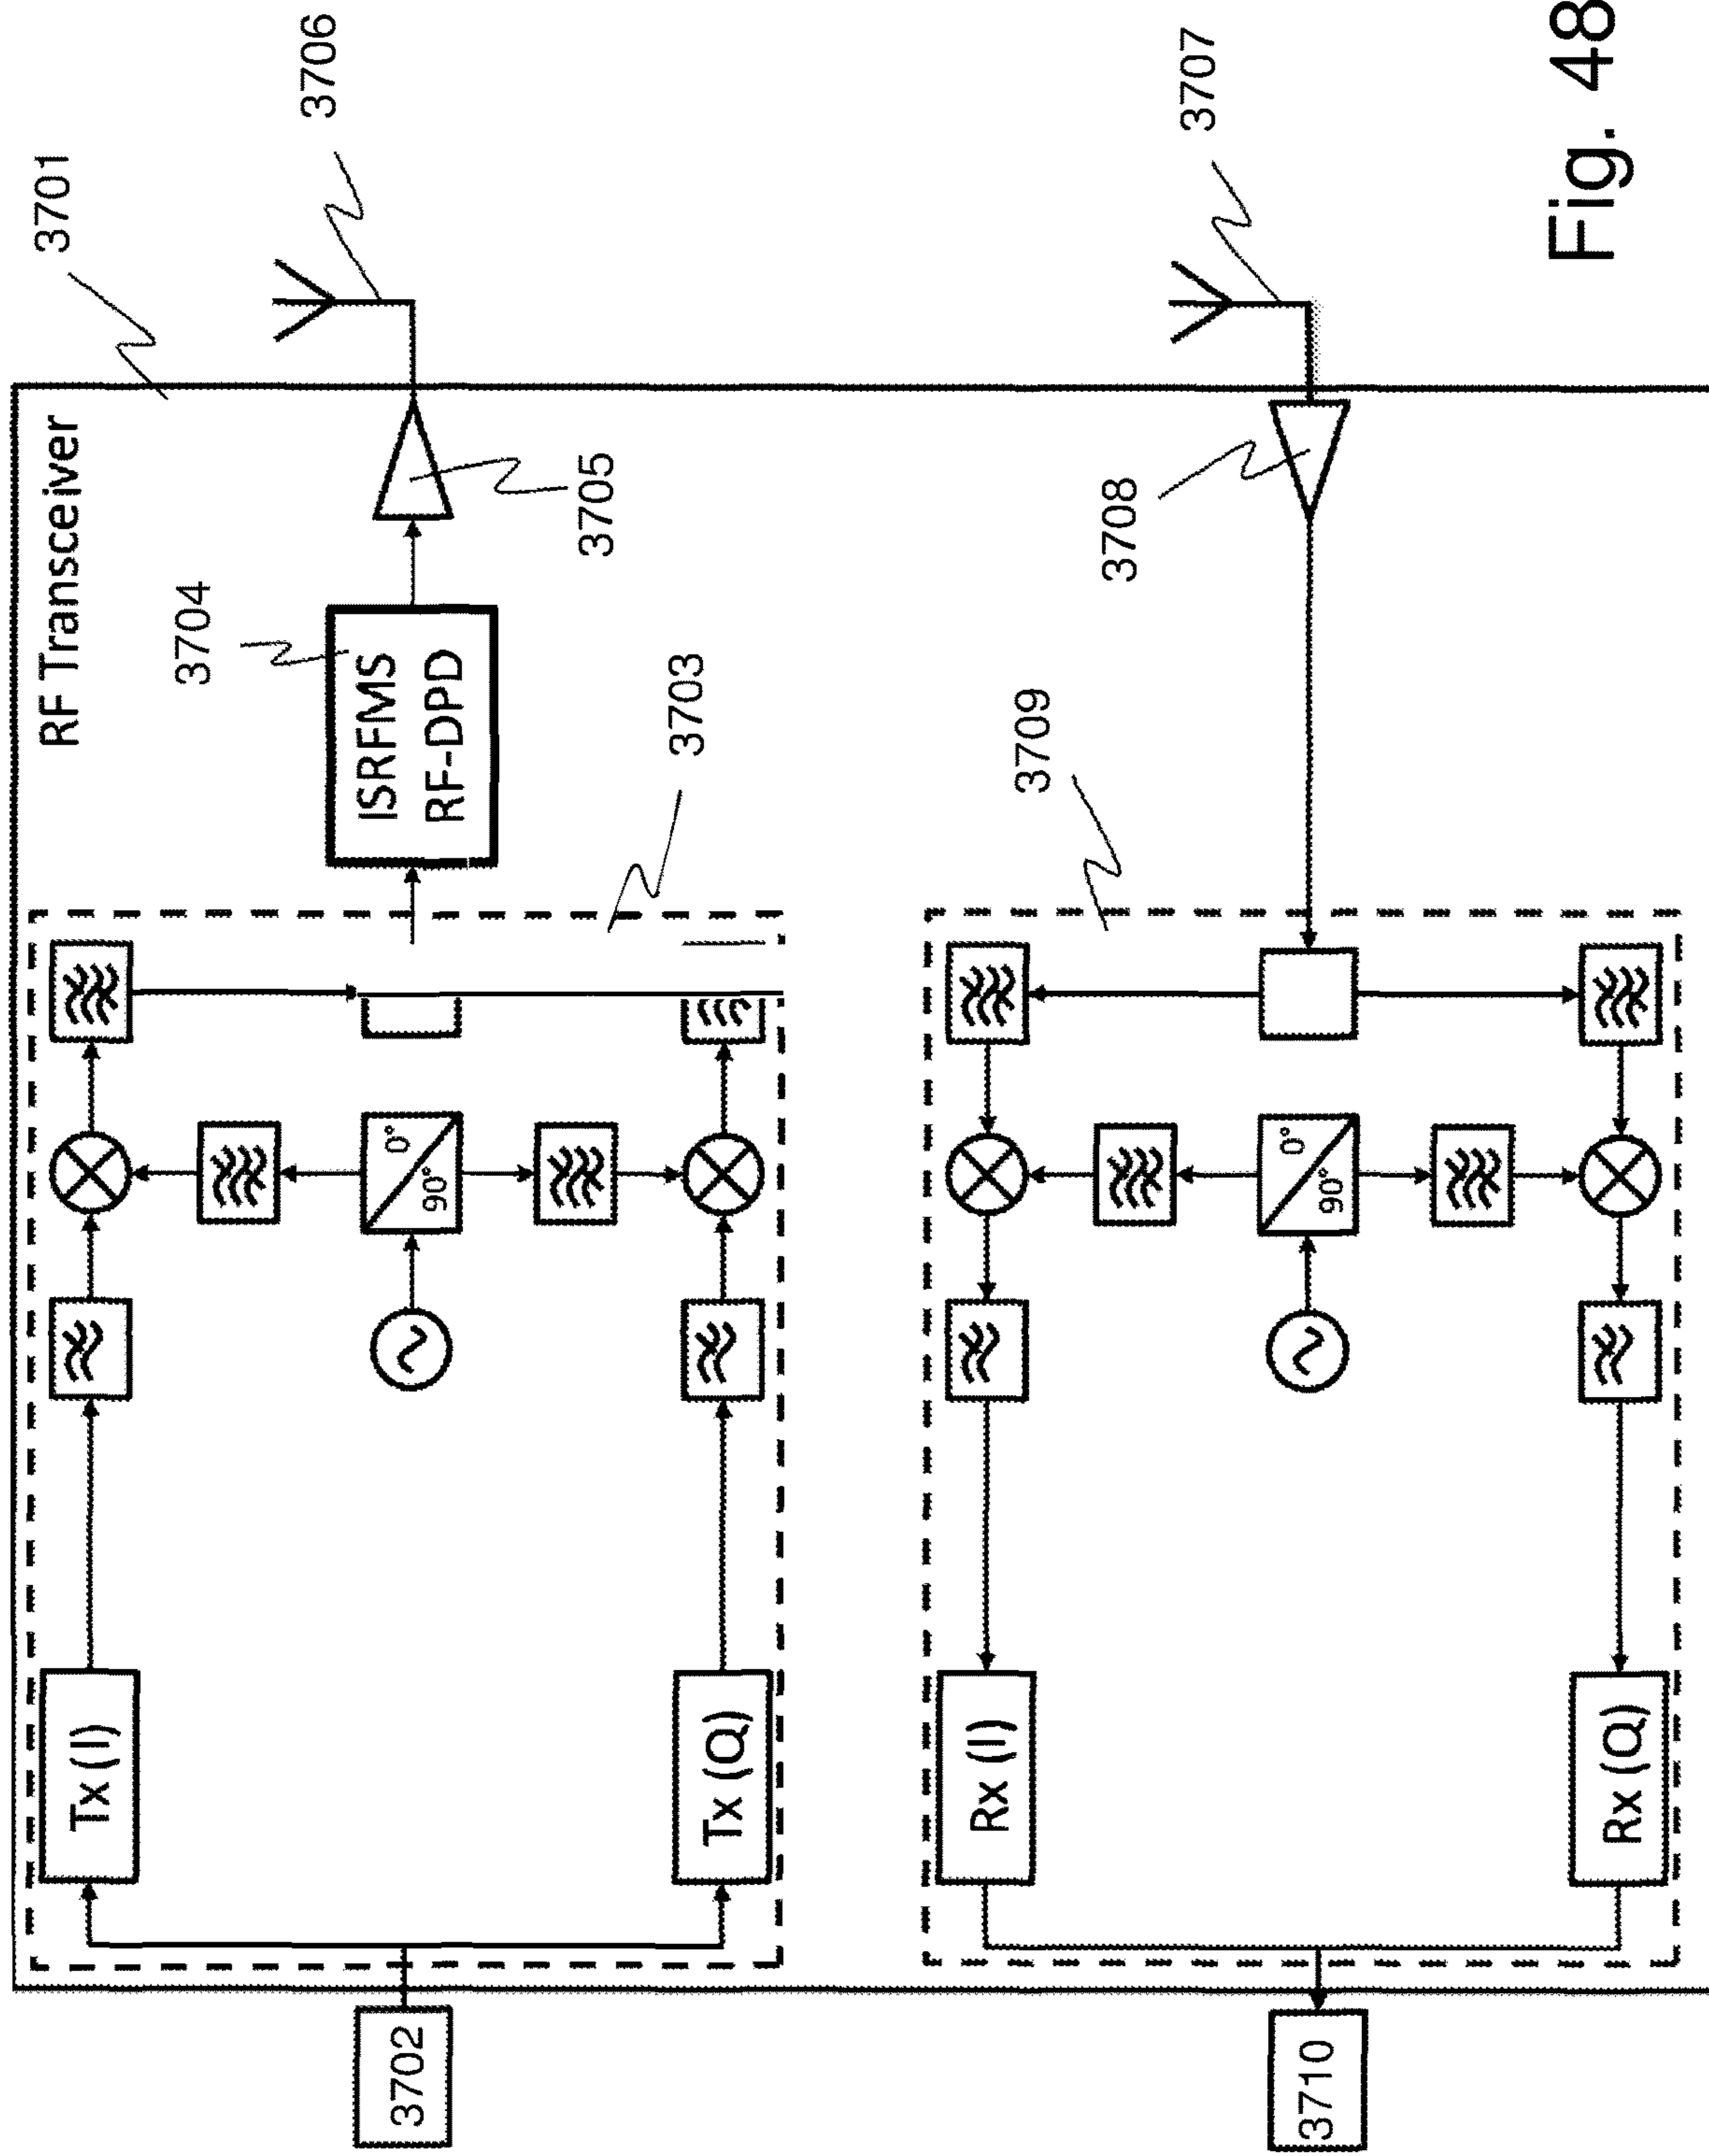 RF Transceiver
3701
3706
3704
ISRFMS
RF-DPD
3705
3703
Tx (I)
0°
90°
Tx (Q)
3702
3707
3708
3709
Rx (I)
0°
90°
Rx (Q)
3710
Fig. 48